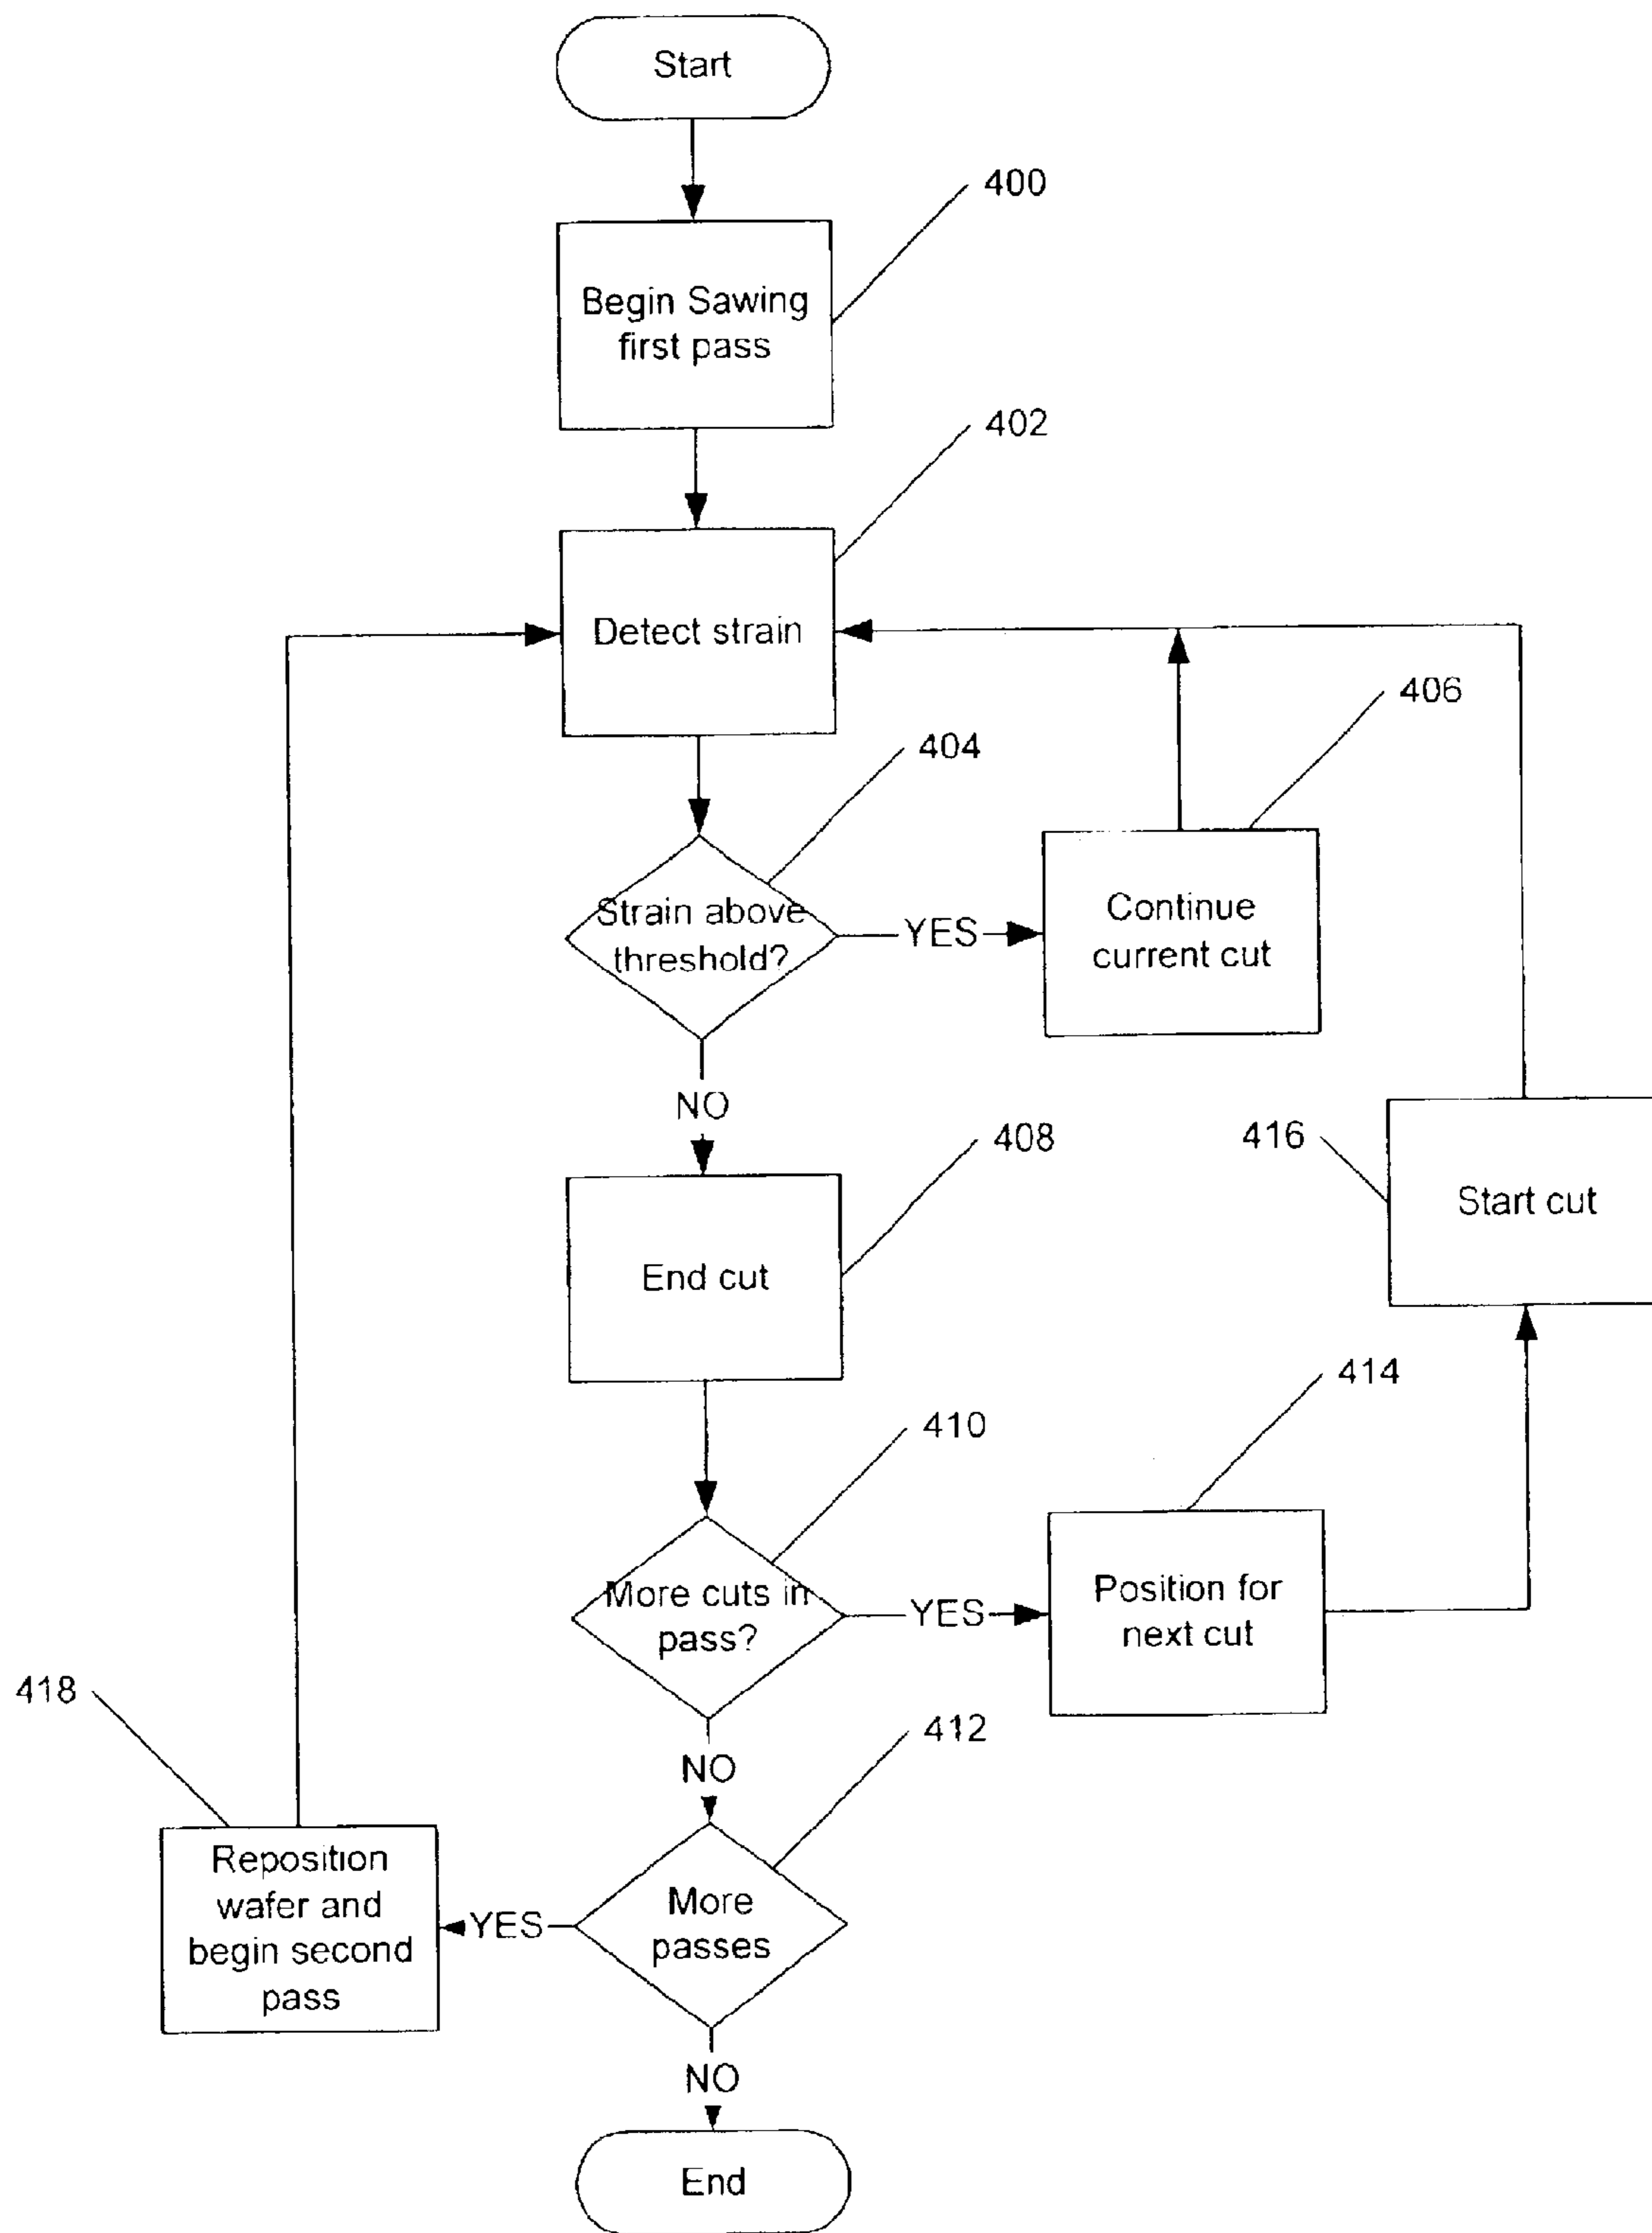 Start
400
Begin Sawing
first pass
402
Detect strain
406
404
Strain above
threshold?
YES
Continue
current cut
NO
408
416
Start cut
End cut
414
410
More cuts in
pass?
YES
Position for
next cut
418
NO
412
Reposition
wafer and
begin second
pass
YES
More
passes
NO
End